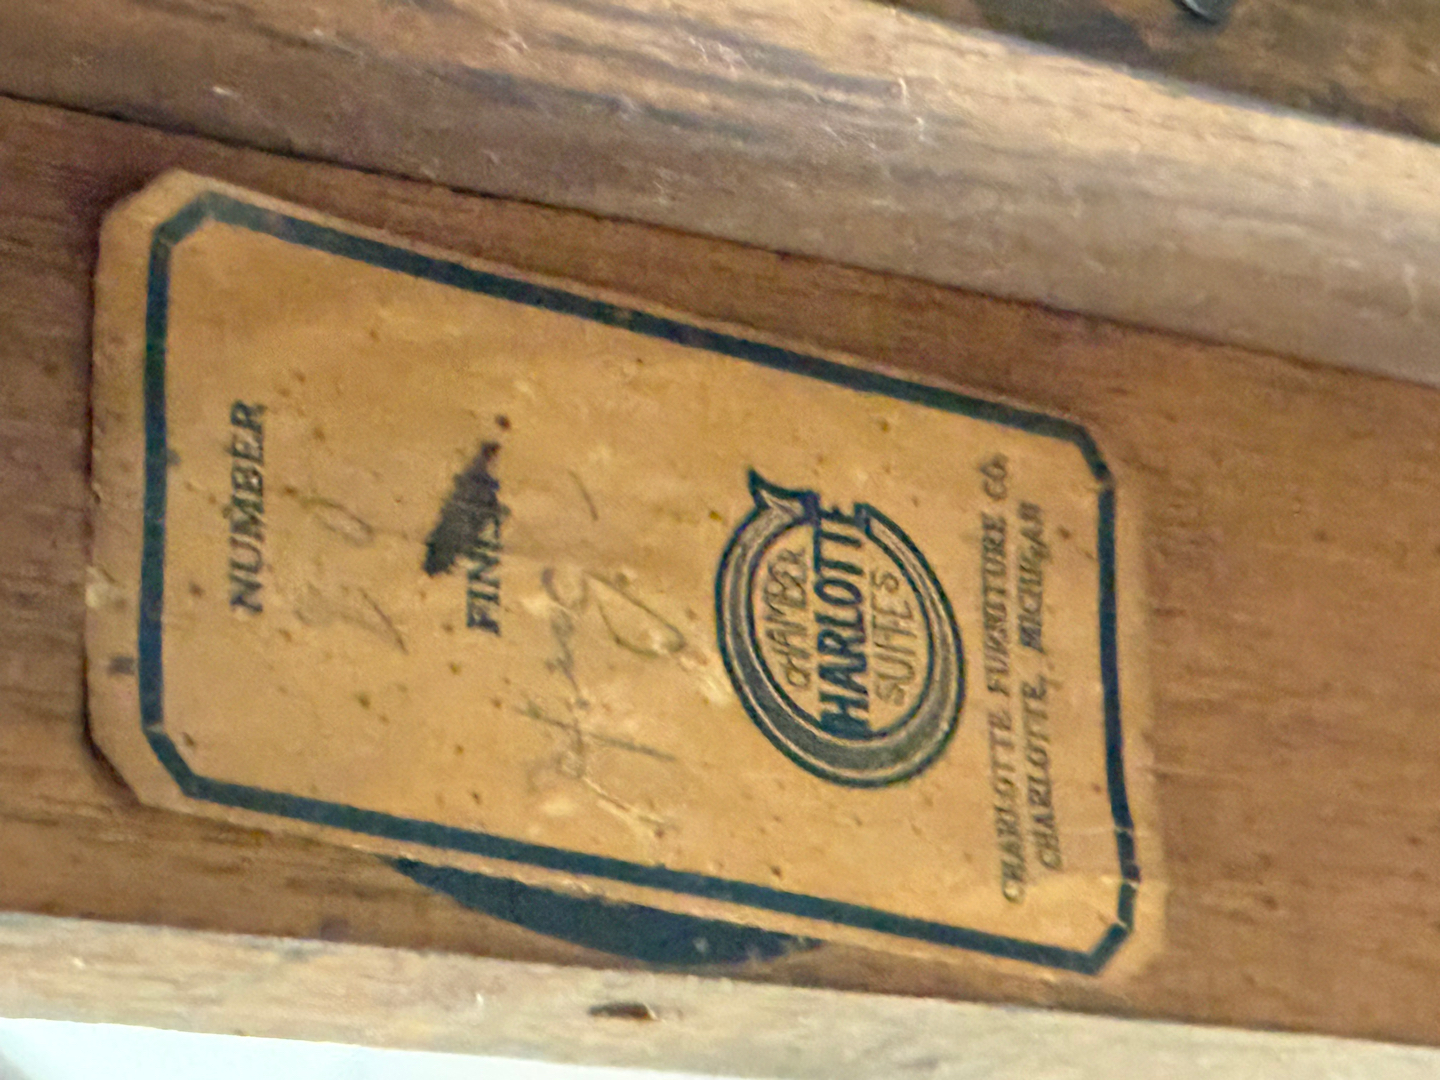 NUMBER
FINISH
CHAMBER
CHARLOTTE
SUITES
CHARLOTTE FURNITURE CO.
CHARLOTTE, MICHIGAN